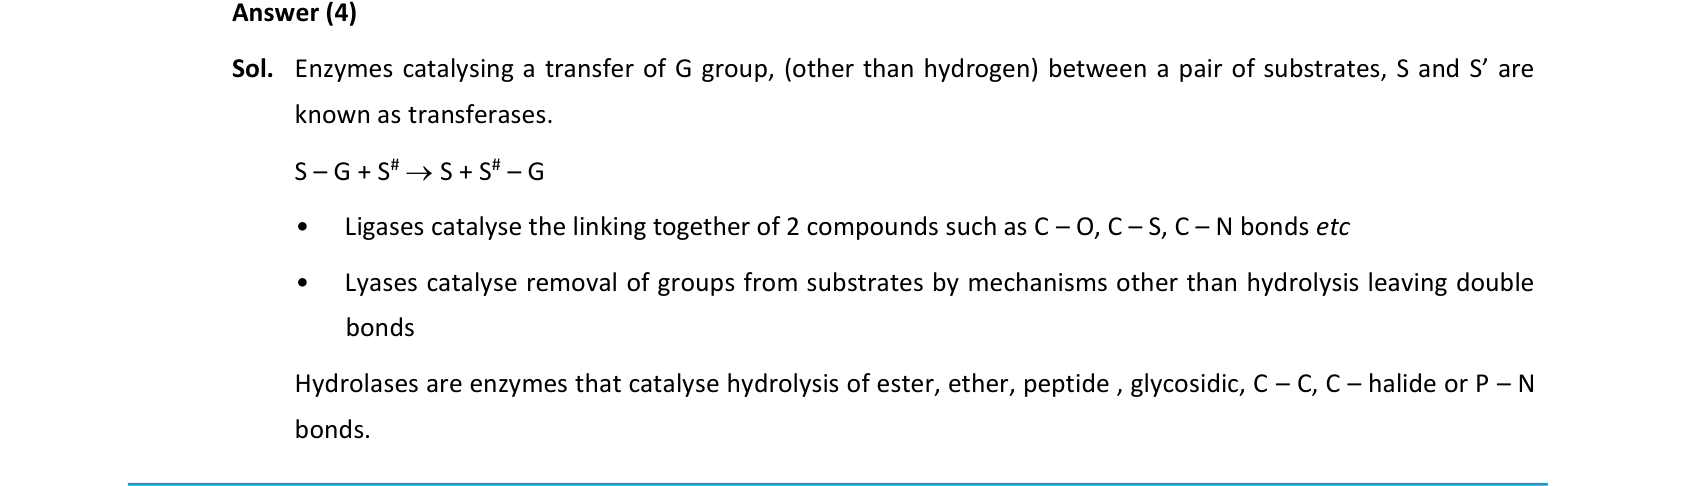 Answer (4)
Sol. Enzymes catalysing a transfer of G group, (other than hydrogen) between a pair of substrates, S and S’ are
known as transferases.
S – G + S# → S + S# – G
• Ligases catalyse the linking together of 2 compounds such as C – O, C – S, C – N bonds etc
• Lyases catalyse removal of groups from substrates by mechanisms other than hydrolysis leaving double
bonds
Hydrolases are enzymes that catalyse hydrolysis of ester, ether, peptide , glycosidic, C – C, C – halide or P – N
bonds.